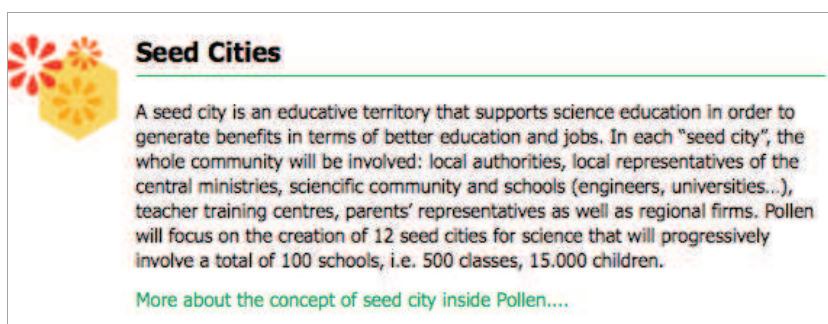 Seed Cities
A seed city is an educative territory that supports science education in order to
generate benefits in terms of better education and jobs. In each “seed city”, the
whole community will be involved: local authorities, local representatives of the
central ministries, sciencific community and schools (engineers, universities...),
teacher training centres, parents’ representatives as well as regional firms. Pollen
will focus on the creation of 12 seed cities for science that will progressively
involve a total of 100 schools, i.e. 500 classes, 15.000 children.
More about the concept of seed city inside Pollen....